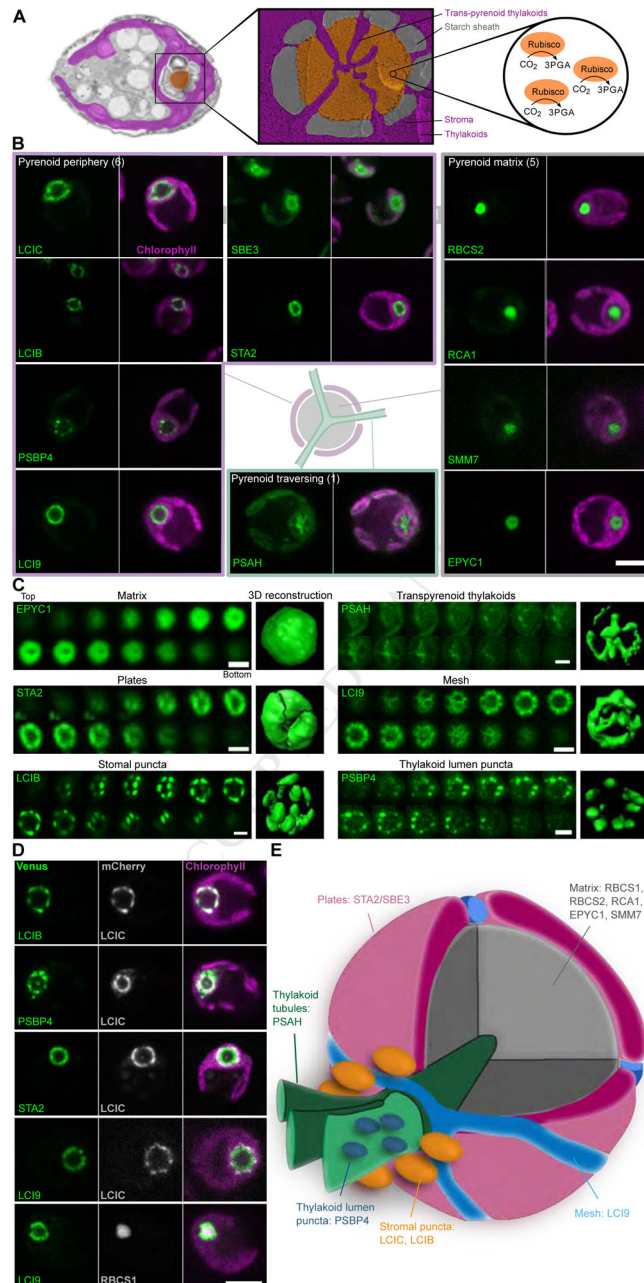 A
Trans-pyrenoid thylakoids
Starch sheath
Stroma
Thylakoids
Rubisco
CO2 3PGA
Rubisco
CO2 3PGA
Rubisco
CO2 3PGA
B
Pyrenoid periphery (6)
LCIC
Chlorophyll
SBE3
LCIB
STA2
PSBP4
LCI9
Pyrenoid traversing (1)
PSAH
Pyrenoid matrix (5)
RBCS2
RCA1
SMM7
EPYC1
C
Top
Matrix
3D reconstruction
Transpyrenoid thylakoids
EPYC1
PSAH
Plates
Bottom
Mesh
STA2
LCI9
Stomal puncta
Thylakoid lumen puncta
LCIB
PSBP4
D
Venus
mCherry
Chlorophyll
LCIB
LCIC
PSBP4
LCIC
STA2
LCIC
LCI9
LCIC
LCI9
RBCS1
E
Plates: STA2/SBE3
Matrix: RBCS1,
RBCS2, RCA1,
EPYC1, SMM7
Thylakoid
tubules:
PSAH
Thylakoid lumen
puncta: PSBP4
Stromal puncta:
LCIC, LCIB
Mesh: LCI9